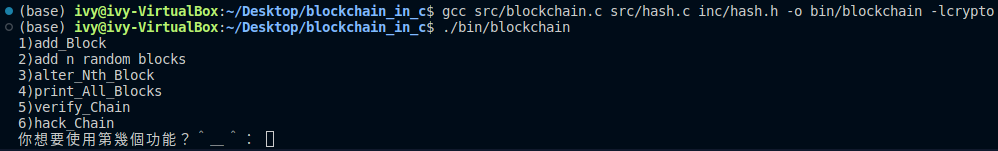 (base) ivy@ivy-VirtualBox:~/Desktop/blockchain_in_c$ gcc src/blockchain.c src/hash.c inc/hash.h -o bin/blockchain -lcrypto
(base) ivy@ivy-VirtualBox:~/Desktop/blockchain_in_c$ ./bin/blockchain
1)add_Block
2)add n random blocks
3)alter_Nth_Block
4)print_All_Blocks
5)verify_Chain
6)hack_Chain
你想要使用第幾個功能？＾＿＾：